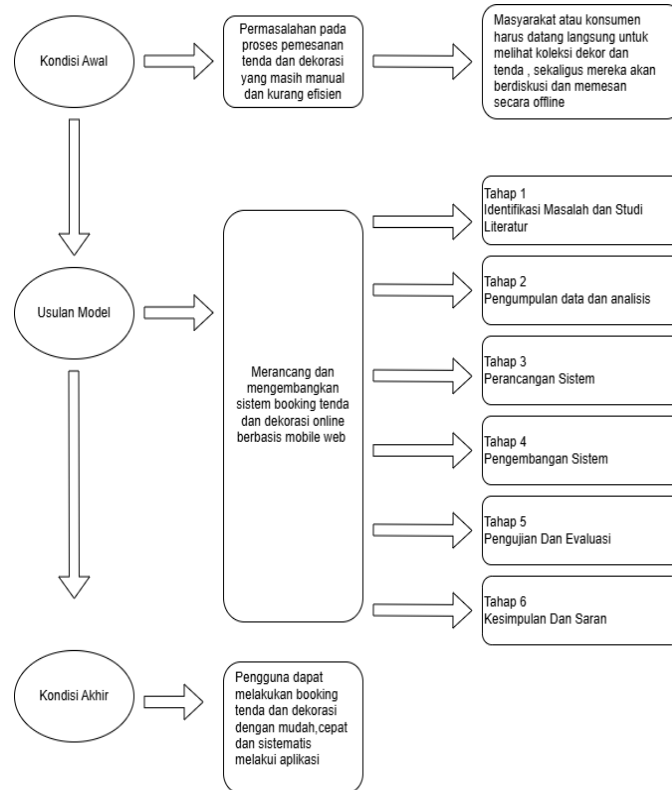 Kondisi Awal
Permasalahan pada
proses pemesanan
tenda dan dekorasi
yang masih manual
dan kurang efisien
Masyarakat atau konsumen
harus datang langsung untuk
melihat koleksi dekor dan
tenda , sekaligus mereka akan
berdiskusi dan memesan
secara offline
Usulan Model
Merancang dan
mengembangkan
sistem booking tenda
dan dekorasi online
berbasis mobile web
Tahap 1
Identifikasi Masalah dan Studi
Literatur
Tahap 2
Pengumpulan data dan analisis
Tahap 3
Perancangan Sistem
Tahap 4
Pengembangan Sistem
Tahap 5
Pengujian Dan Evaluasi
Tahap 6
Kesimpulan Dan Saran
Kondisi Akhir
Pengguna dapat
melakukan booking
tenda dan dekorasi
dengan mudah,cepat
dan sistematis
melakui aplikasi